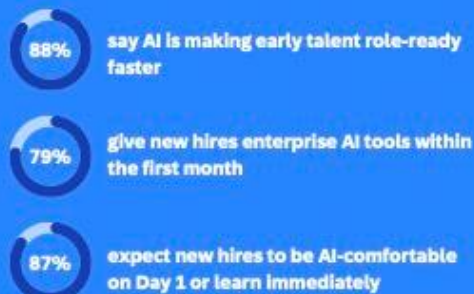 88%
say AI is making early talent role-ready
faster
79%
give new hires enterprise AI tools within
the first month
87%
expect new hires to be AI-comfortable
on Day 1 or learn immediately